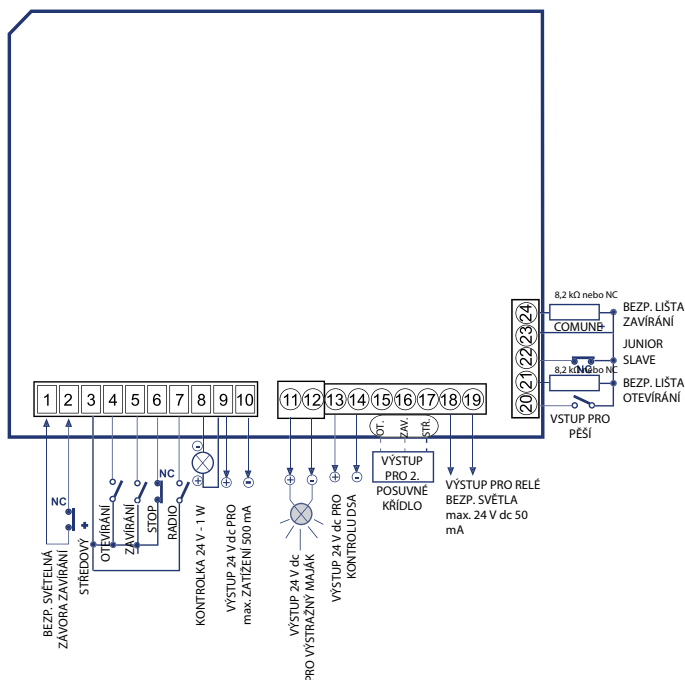 24
23
22
21
20
8,2 kΩ nebo NC
COMUNE
+
NC
8,2 kΩ nebo NC
BEZP. LIŠTA
ZAVÍRÁNÍ
JUNIOR
SLAVE
BEZP. LIŠTA
OTEVÍRÁNÍ
VSTUP PRO
PĚŠÍ
1 2 3 4 5 6 7 8 9 10
11 12 13 14 15 16 17 18 19
NC
+
NC
- + + -
+ - + -
OT.
ZAV.
STŘ.
BEZP. SVĚTELNÁ
ZÁVORA ZAVÍRÁNÍ
STŘEDOVÝ
OTEVÍRÁNÍ
ZAVÍRÁNÍ
STOP
RADIO
KONTROLKA 24 V - 1 W
VÝSTUP 24 V dc PRO
max. ZATÍŽENÍ 500 mA
VÝSTUP 24 V dc
PRO VÝSTRAŽNÝ MAJÁK
VÝSTUP 24 V dc PRO
KONTROLU DSA
VÝSTUP
PRO 2.
POSUVNÉ
KŘÍDLO
VÝSTUP PRO RELÉ
BEZP. SVĚTLA
max. 24 V dc 50
mA